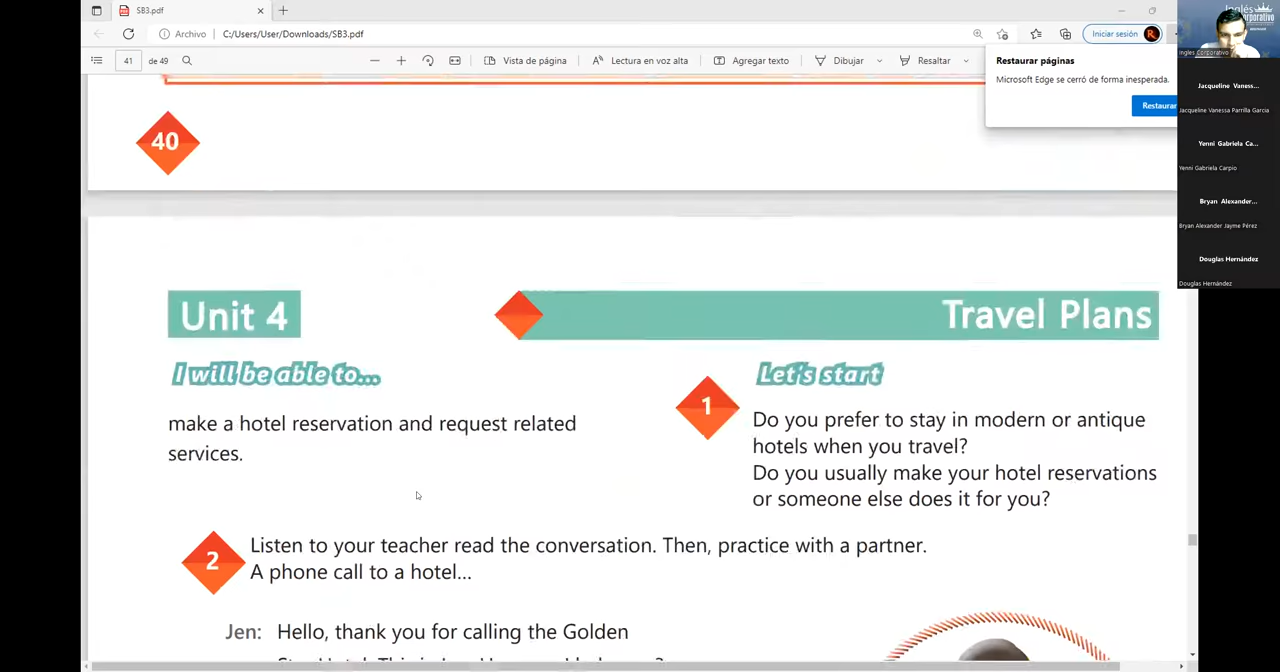 SB3.pdf
Archivo
C:/Users/User/Downloads/SB3.pdf
Iniciar sesión
R
41
de 49
Vista de página
Lectura en voz alta
Agregar texto
Dibujar
Resaltar
Restaurar páginas
Microsoft Edge se cerró de forma inesperada.
Restaurar
Inglés
Corporativo
Ingles Corporativo
Jacqueline Vaness...
Jacqueline Vanessa Parrilla Garcia
Yenni Gabriela Ca...
Yenni Gabriela Carpio
Bryan Alexander...
Bryan Alexander Jayme Pérez
Douglas Hernández
Douglas Hernández
40
Unit 4
Travel Plans
I will be able to...
make a hotel reservation and request related
services.
Let's start
1
Do you prefer to stay in modern or antique
hotels when you travel?
Do you usually make your hotel reservations
or someone else does it for you?
2
Listen to your teacher read the conversation. Then, practice with a partner.
A phone call to a hotel...
Jen: Hello, thank you for calling the Golden